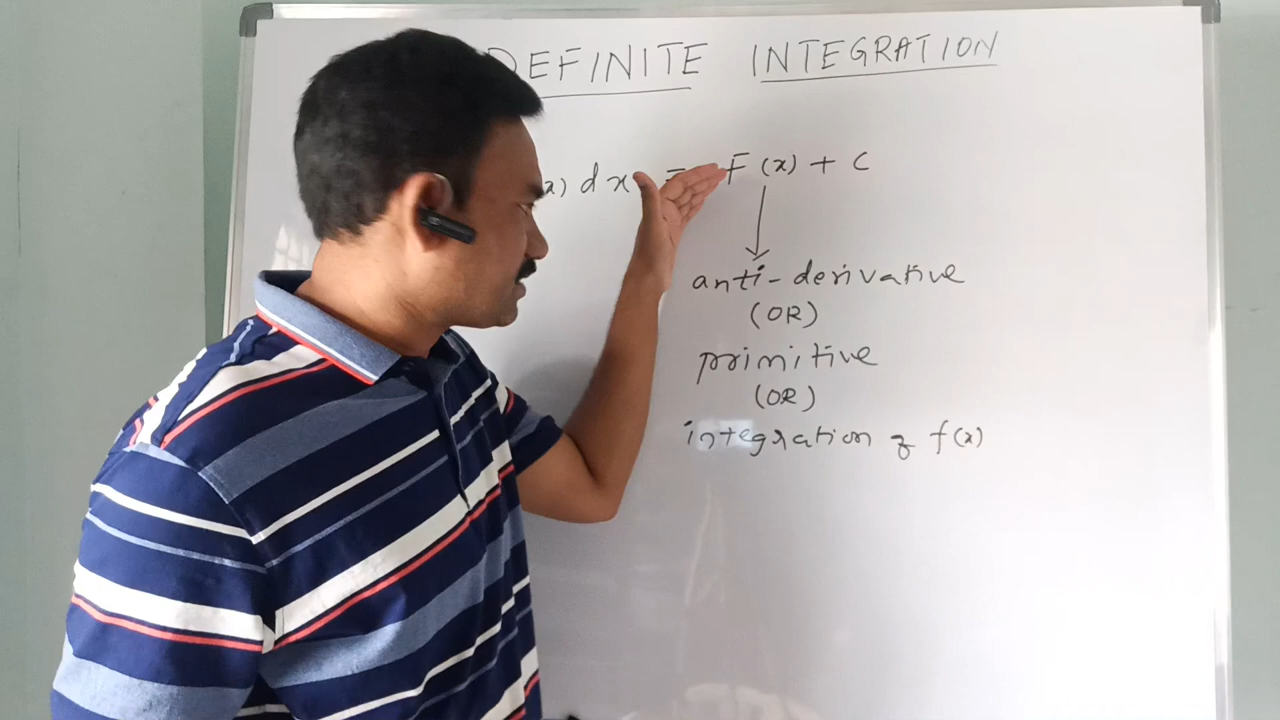 DEFINITE INTEGRATION
x) dx = F(x) + C
anti-derivative
(OR)
primitive
(OR)
integration of f(x)